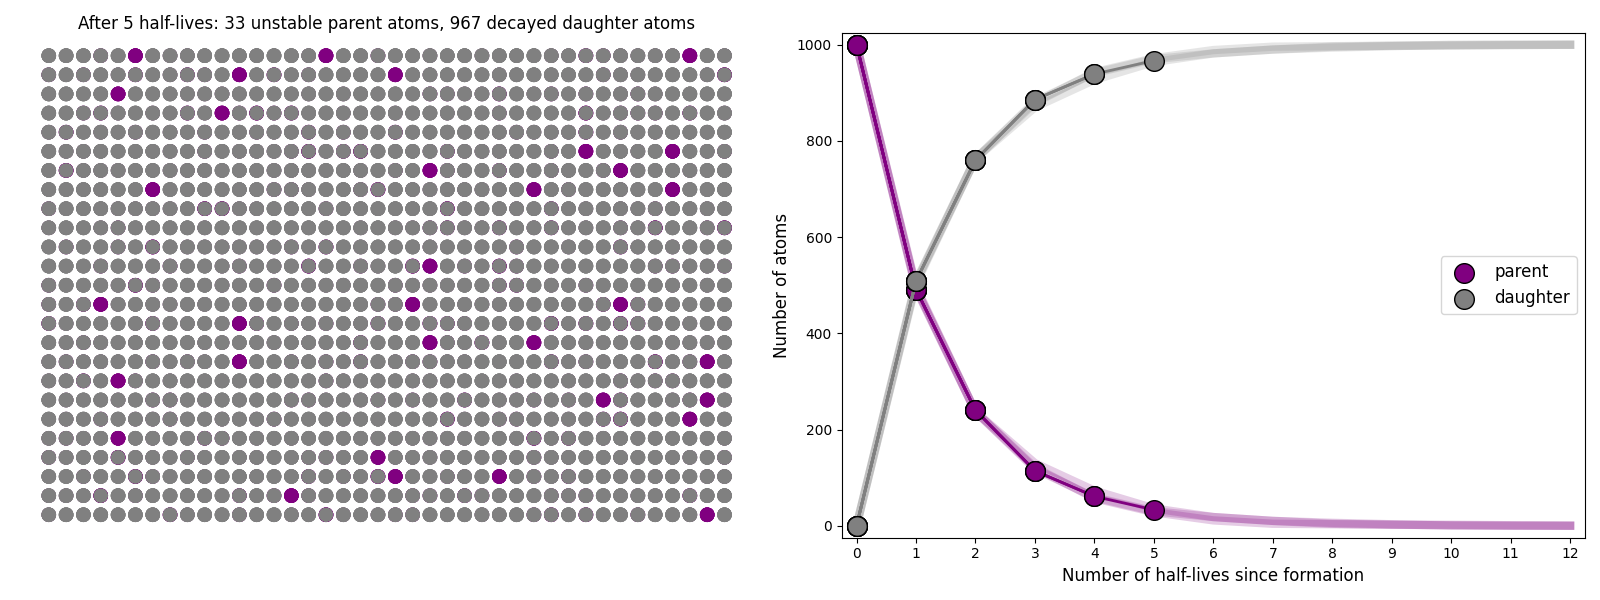 After 5 half-lives: 33 unstable parent atoms, 967 decayed daughter atoms
1000
800
600
400
200
0
Number of atoms
parent
daughter
0 1 2 3 4 5 6 7 8 9 10 11 12
Number of half-lives since formation